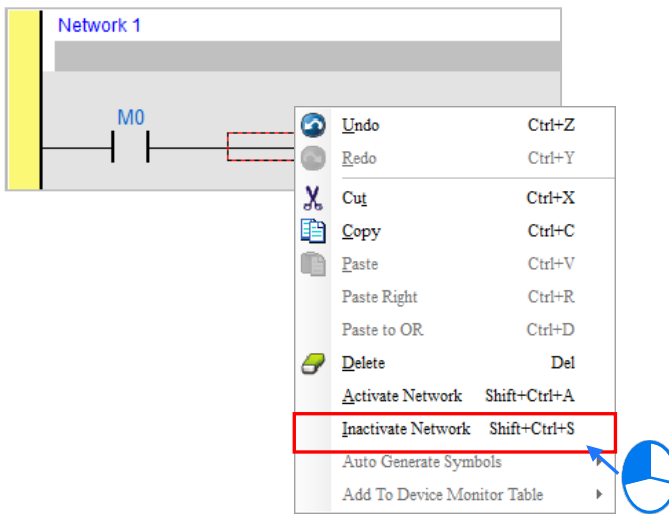 Network 1
M0
Undo Ctrl+Z
Redo Ctrl+Y
Cut Ctrl+X
Copy Ctrl+C
Paste Ctrl+V
Paste Right Ctrl+R
Paste to OR Ctrl+D
Delete Del
Activate Network Shift+Ctrl+A
Inactivate Network Shift+Ctrl+S
Auto Generate Symbols
Add To Device Monitor Table